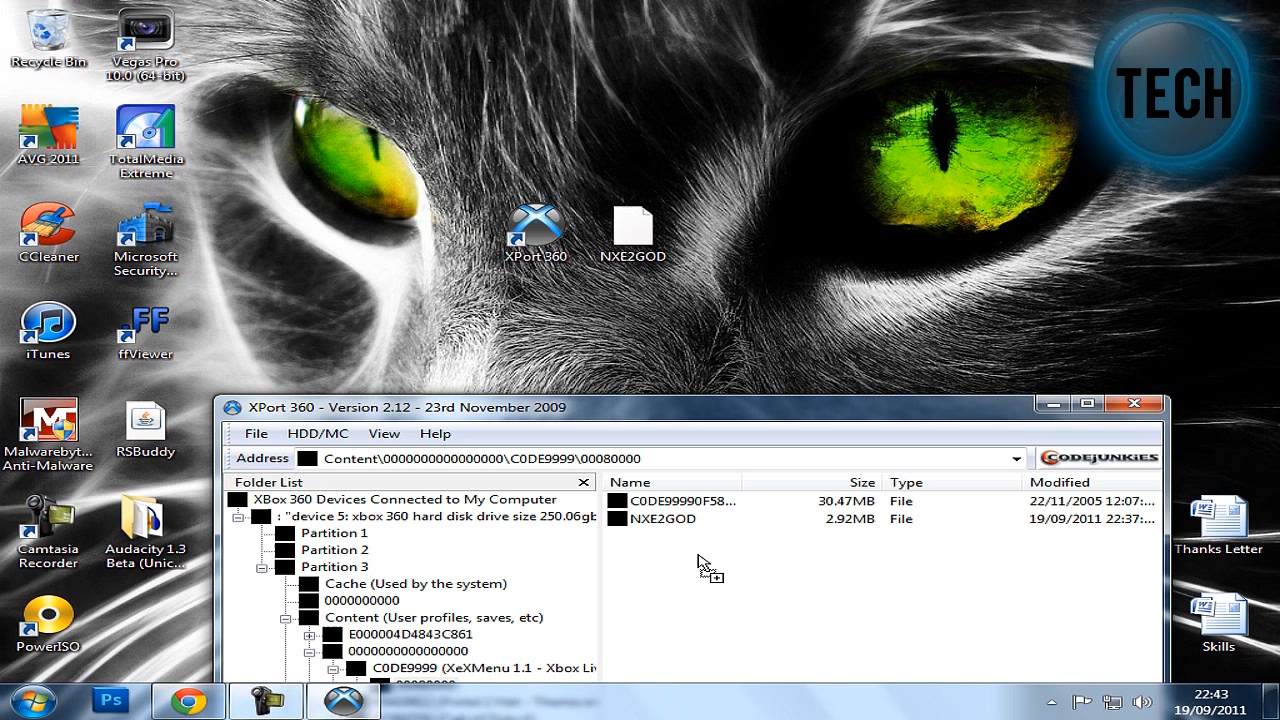 Recycle Bin
Vegas Pro
10.0 (64-bit)
TECH
AVG 2011
TotalMedia
Extreme
XPort 360
NXE2GOD
CCleaner
Microsoft
Security...
iTunes
.FF
ffViewer
Malwarebyt...
Anti-Malware
RSBuddy
Camtasia
Recorder
Audacity 1.3
Beta (Unic...
PowerISO
Thanks Letter
Skills
XPort 360 - Version 2.12 - 23rd November 2009
File HDD/MC View Help
Address Content\0000000000000000\C0DE9999\00080000
CODEJUNKIES
Folder List
XBox 360 Devices Connected to My Computer
: "device 5: xbox 360 hard disk drive size 250.06gb
Partition 1
Partition 2
Partition 3
Cache (Used by the system)
0000000000
Content (User profiles, saves, etc)
E000004D4843C861
0000000000000000
C0DE9999 (XeXMenu 1.1 - Xbox Liv
Name Size Type Modified
C0DE99990F58... 30.47MB File 22/11/2005 12:07:...
NXE2GOD 2.92MB File 19/09/2011 22:37:...
Ps
22:43
19/09/2011